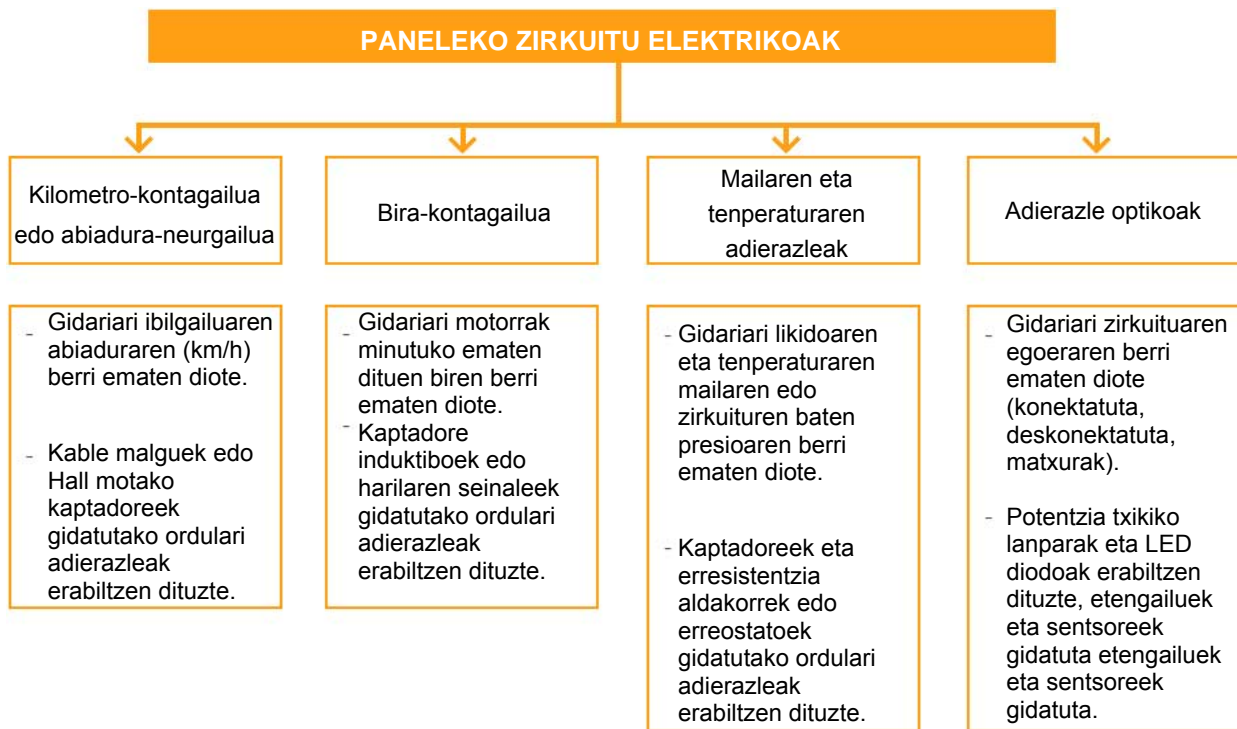 PANELEKO ZIRKUITU ELEKTRIKOAK
Kilometro-kontagailua
edo abiadura-neurgailua
Bira-kontagailua
Mailaren eta
tenperaturaren
adierazleak
Adierazle optikoak
- Gidariari ibilgailuaren
abiaduraren (km/h)
berri ematen diote.
- Kable malguek edo
Hall motako
kaptadoreek
gidatutako ordulari
adierazleak
erabiltzen dituzte.
- Gidariari motorrak
minutuko ematen
dituen biren berri
ematen diote.
- Kaptadore
induktiboek edo
harilaren seinaleek
gidatutako ordulari
adierazleak
erabiltzen dituzte.
- Gidariari likidoaren
eta tenperaturaren
mailaren edo
zirkuituren baten
presioaren berri
ematen diote.
- Kaptadoreek eta
erresistentzia
aldakorrek edo
erreostatoek
gidatutako ordulari
adierazleak
erabiltzen dituzte.
- Gidariari zirkuituaren
egoeraren berri
ematen diote
(konektatuta,
deskonektatuta,
matxurak).
- Potentzia txikiko
lanparak eta LED
diodoak erabiltzen
dituzte, etengailuek
eta sentsoreek
gidatuta etengailuek
eta sentsoreek
gidatuta.